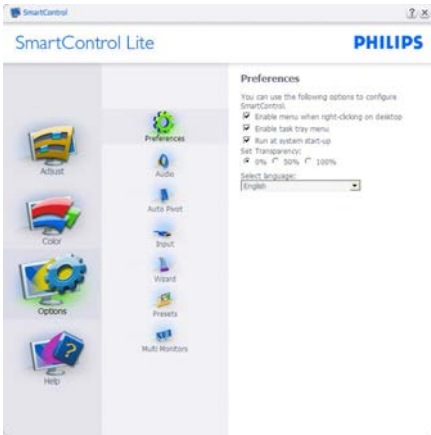 SmartControl
SmartControl Lite
PHILIPS
Adjust
Color
Options
Help
Preferences
Audio
Auto Pivot
Input
Wizard
Presets
Multi Monitors
Preferences
You can use the following options to configure
SmartControl.
Enable menu when right-clicking on desktop
Enable task tray menu
Run at system start-up
Set Transparency:
0% 50% 100%
Select language:
English